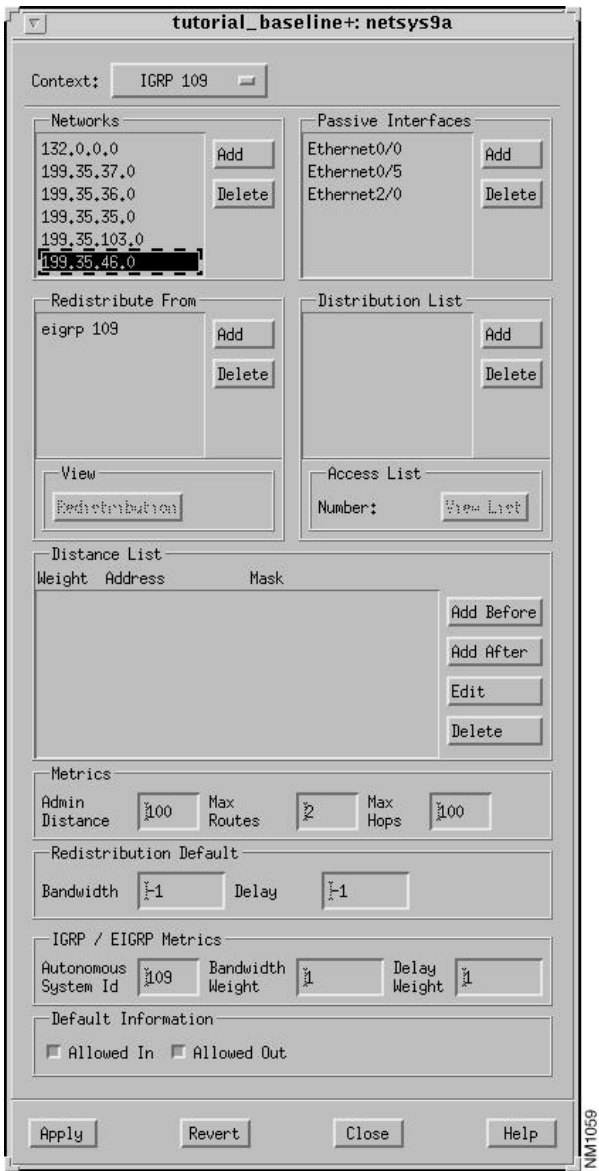 tutorial_baseline+: netsys9a
Context: IGRP 109
Networks
132.0.0.0
199.35.37.0
199.35.36.0
199.35.35.0
199.35.103.0
199.35.46.0
Add
Delete
Passive Interfaces
Ethernet0/0
Ethernet0/5
Ethernet2/0
Add
Delete
Redistribute From
eigrp 109
Add
Delete
View
Redistribution
Distribution List
Add
Delete
Access List
Number: View List
Distance List
Weight Address Mask
Add Before
Add After
Edit
Delete
Metrics
Admin Distance 100 Max Routes 2 Max Hops 100
Redistribution Default
Bandwidth -1 Delay -1
IGRP / EIGRP Metrics
Autonomous System Id 109 Bandwidth Weight 1 Delay Weight 1
Default Information
Allowed In Allowed Out
Apply Revert Close Help
NM1059